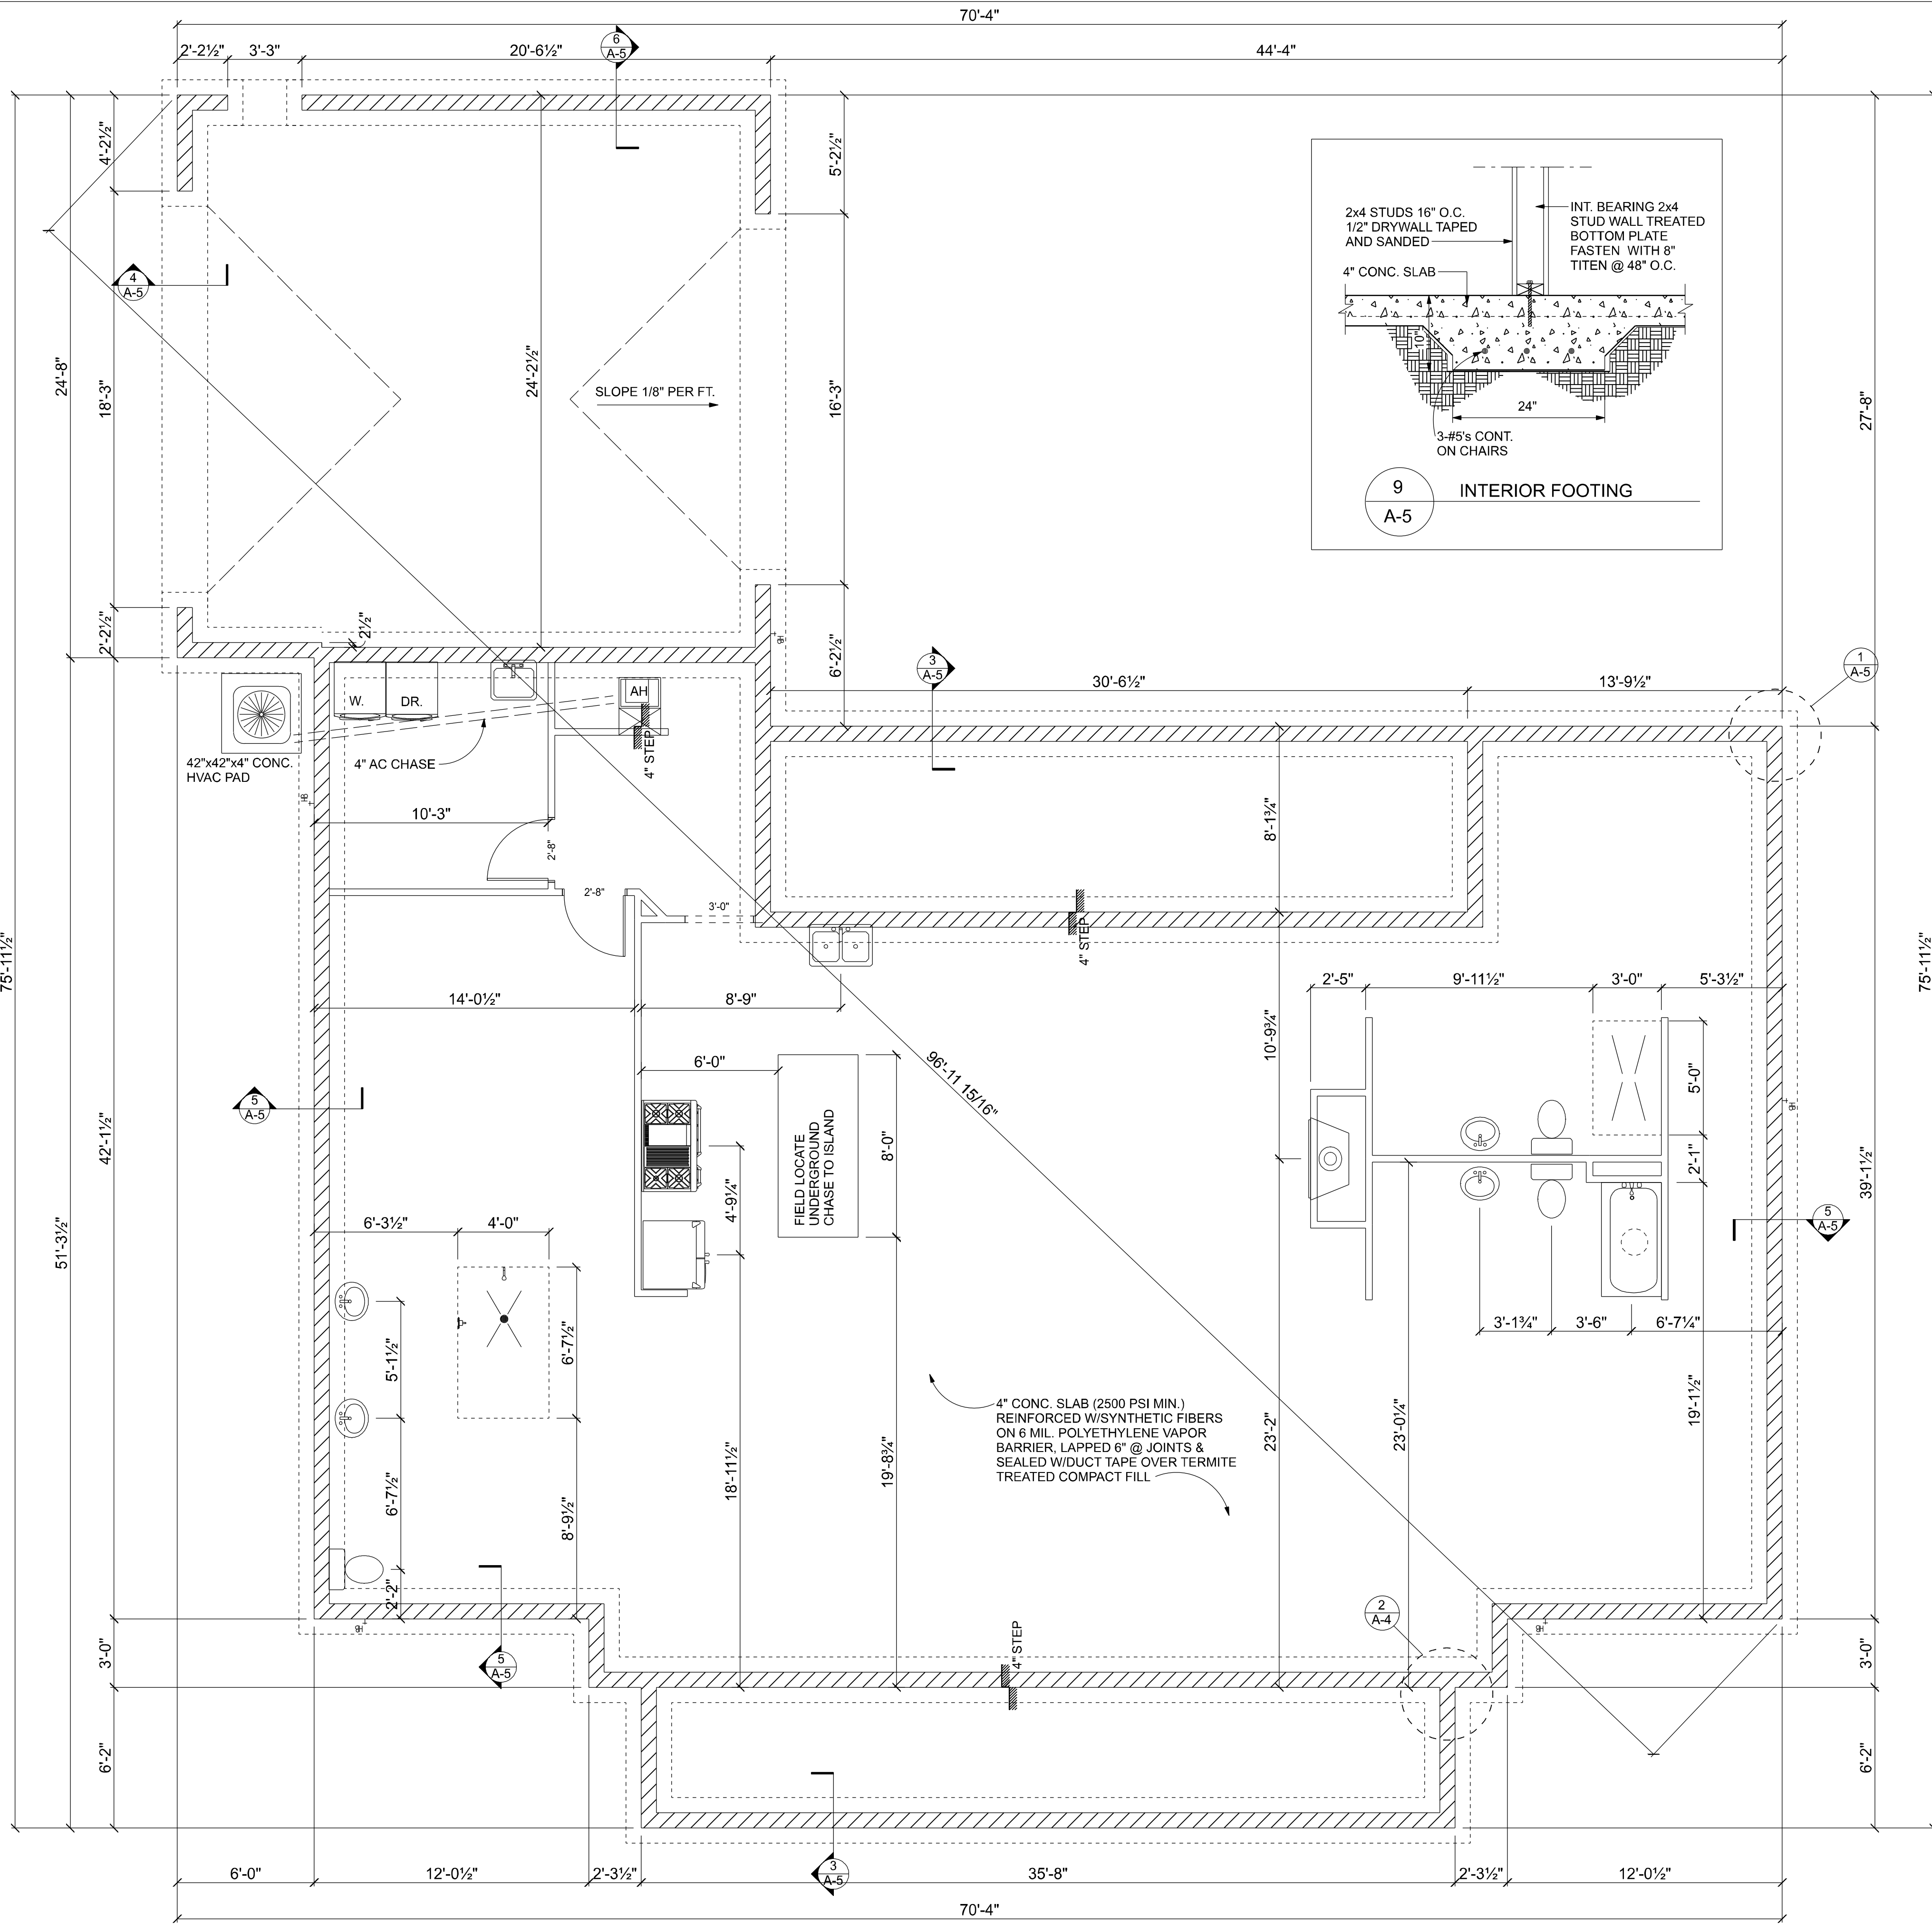 70'-4"
2'-2½"
3'-3"
20'-6½"
44'-4"
6
A-5
4'-2½"
5'-2½"
2x4 STUDS 16" O.C.
1/2" DRYWALL TAPED
AND SANDED
INT. BEARING 2x4
STUD WALL TREATED
BOTTOM PLATE
FASTEN WITH 8"
TITEN @ 48" O.C.
4" CONC. SLAB
10"
24"
3-#5's CONT.
ON CHAIRS
9
A-5
INTERIOR FOOTING
4
A-5
24'-8"
18'-3"
24'-2½"
SLOPE 1/8" PER FT.
16'-3"
27'-8"
2'-2½"
2½"
6'-2½"
HB
3
A-5
1
A-5
30'-6½"
13'-9½"
W.
DR.
AH
4" STEP
42"x42"x4" CONC.
HVAC PAD
4" AC CHASE
HB
10'-3"
2'-8"
2'-8"
3'-0"
8'-1¾"
4" STEP
75'-11½"
75'-11½"
14'-0½"
8'-9"
2'-5"
9'-11½"
3'-0"
5'-3½"
10'-9¾"
96'-11 15/16"
6'-0"
5'-0"
5
A-5
42'-1½"
FIELD LOCATE
UNDERGROUND
CHASE TO ISLAND
8'-0"
HB
2'-1"
39'-1½"
4'-9¼"
51'-3½"
6'-3½"
4'-0"
5
A-5
5'-1½"
6'-7½"
3'-1¾"
3'-6"
6'-7¼"
4" CONC. SLAB (2500 PSI MIN.)
REINFORCED W/SYNTHETIC FIBERS
ON 6 MIL. POLYETHYLENE VAPOR
BARRIER, LAPPED 6" @ JOINTS &
SEALED W/DUCT TAPE OVER TERMITE
TREATED COMPACT FILL
18'-11½"
19'-8¾"
23'-2"
23'-0¼"
19'-1½"
6'-7½"
8'-9½"
2'-2"
HB
HB
2
A-4
5
A-5
4" STEP
3'-0"
3'-0"
6'-2"
6'-2"
3
A-5
6'-0"
12'-0½"
2'-3½"
35'-8"
2'-3½"
12'-0½"
70'-4"